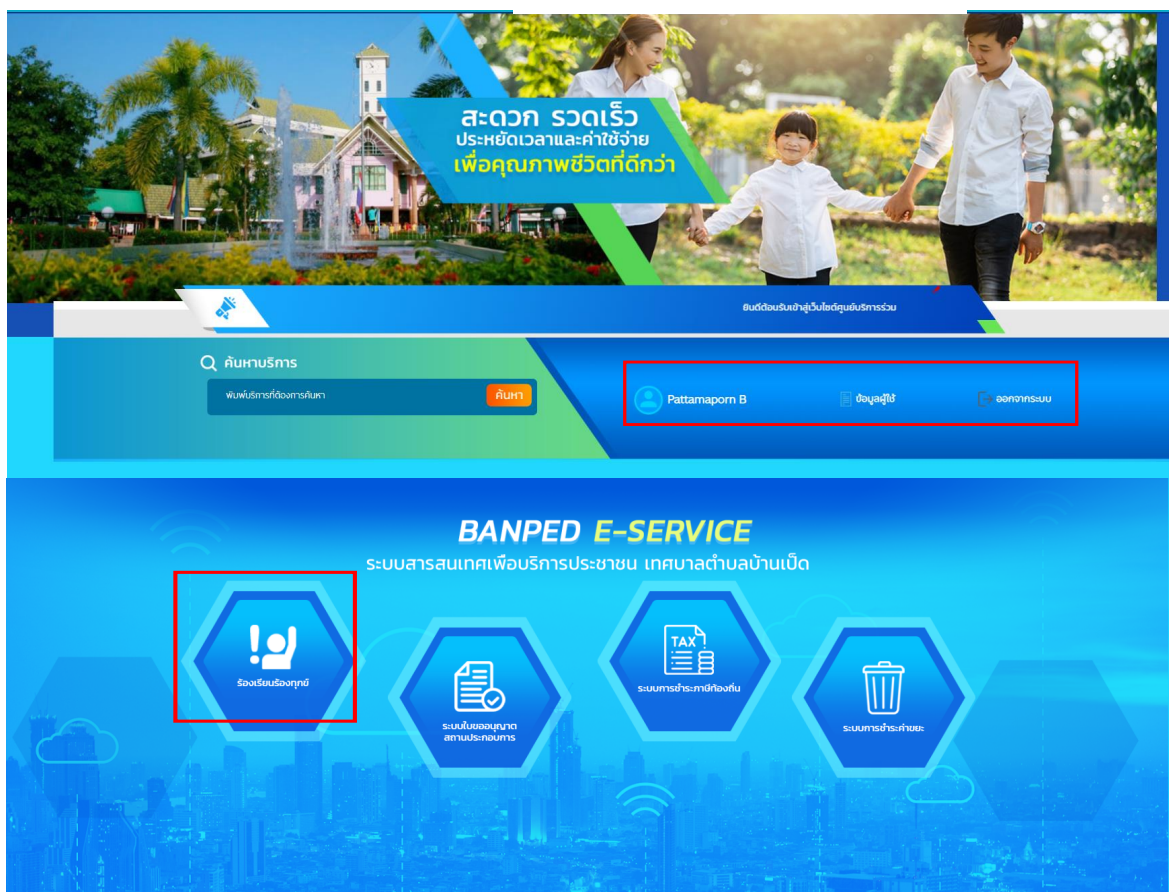 สะดวก รวดเร็ว
ประหยัดเวลาและค่าใช้จ่าย
เพื่อคุณภาพชีวิตที่ดีกว่า
ยินดีต้อนรับเข้าสู่เว็บไซต์ศูนย์บริการร่วม
ค้นหาบริการ
พิมพ์บริการที่ต้องการค้นหา
ค้นหา
Pattamaporn B
ข้อมูลผู้ใช้
ออกจากระบบ
BANPED E-SERVICE
ระบบสารสนเทศเพื่อบริการประชาชน เทศบาลตำบลบ้านเป็ด
ร้องเรียนร้องทุกข์
ระบบใบขออนุญาต
สถานประกอบการ
TAX
ระบบการชำระภาษีท้องถิ่น
ระบบการชำระค่าขยะ